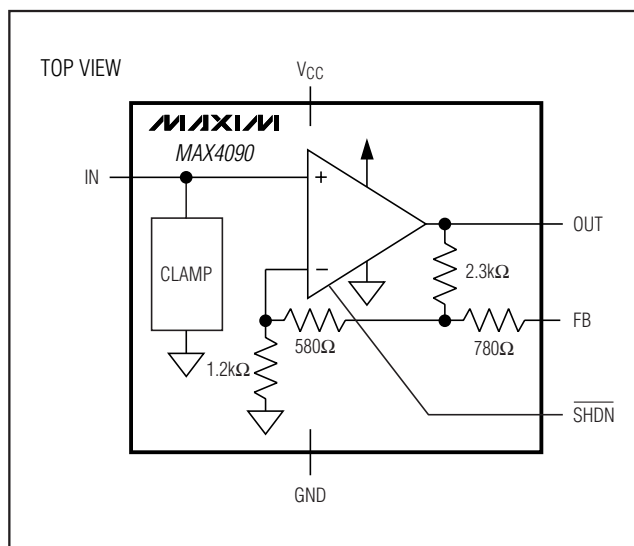 TOP VIEW
VCC
MAXIM
MAX4090
IN
+
−
CLAMP
OUT
2.3kΩ
FB
580Ω
780Ω
1.2kΩ
SHDN
GND